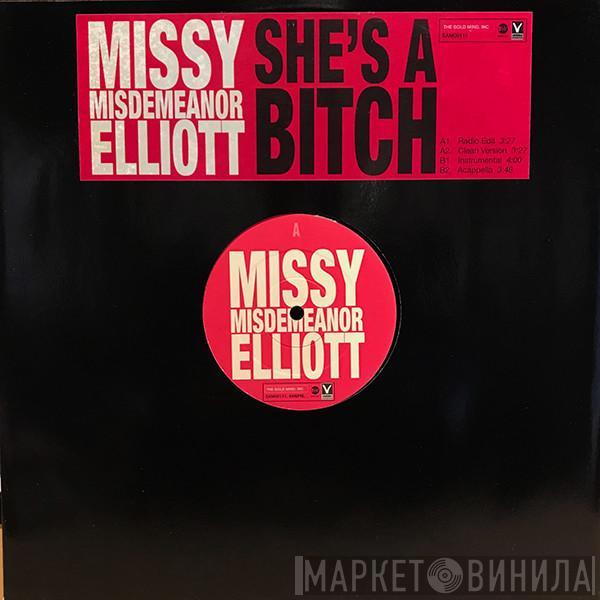 MISSY
MISDEMEANOR
ELLIOTT
SHE'S A
BITCH
THE GOLD MIND, INC
A1. Radio Edit 3:27
A2. Clean Version 3:27
B1. Instrumental 4:00
B2. Acappella 3:48
A
MISSY
MISDEMEANOR
ELLIOTT
THE GOLD MIND, INC
МАРКЕТ ВИНИЛА